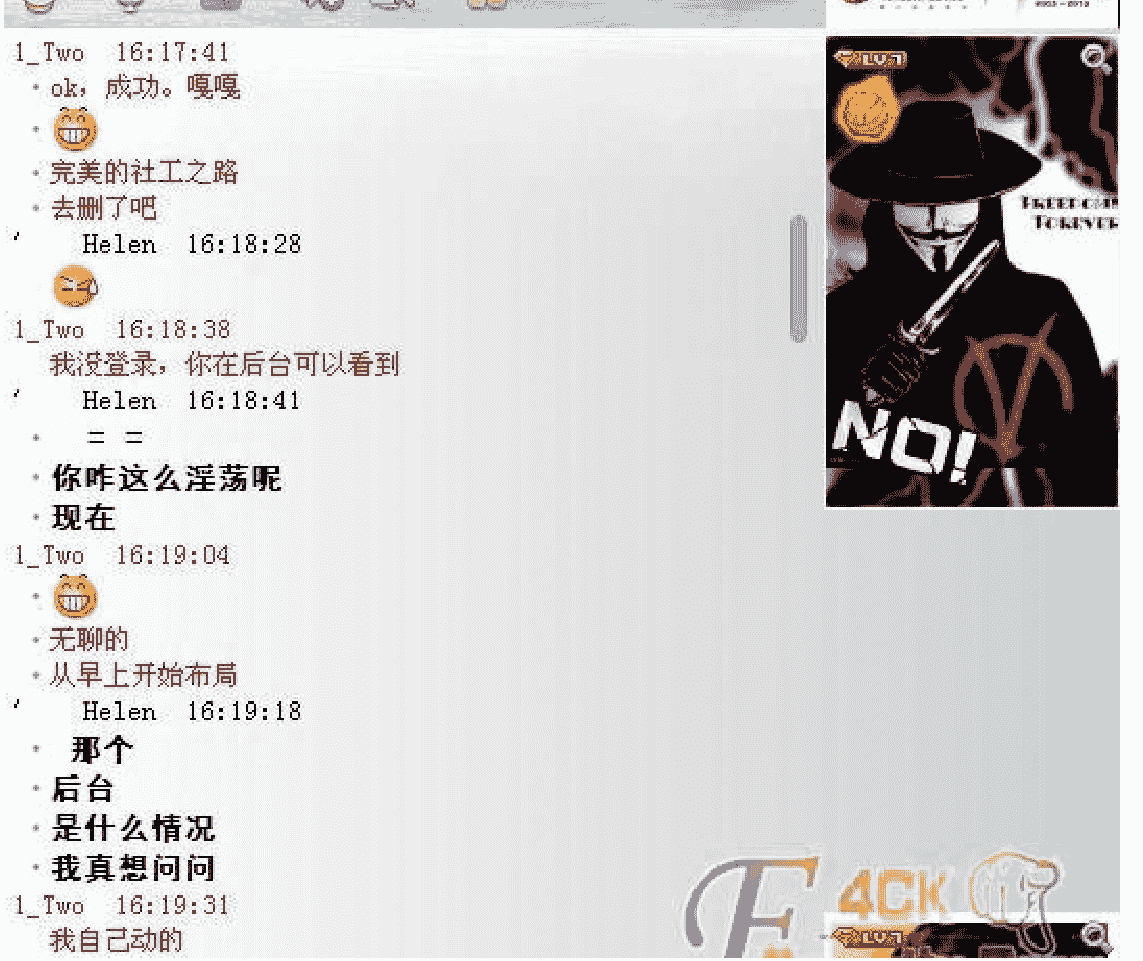 1_Two 16:17:41
ok，成功。嘎嘎
完美的社工之路
去删了吧
Helen 16:18:28
1_Two 16:18:38
我没登录，你在后台可以看到
Helen 16:18:41
= =
你咋这么淫荡呢
现在
1_Two 16:19:04
无聊的
从早上开始布局
Helen 16:19:18
那个
后台
是什么情况
我真想问问
1_Two 16:19:31
我自己动的
LV7
FREEDOM
FOREVER
NO!
F4CK
LV7